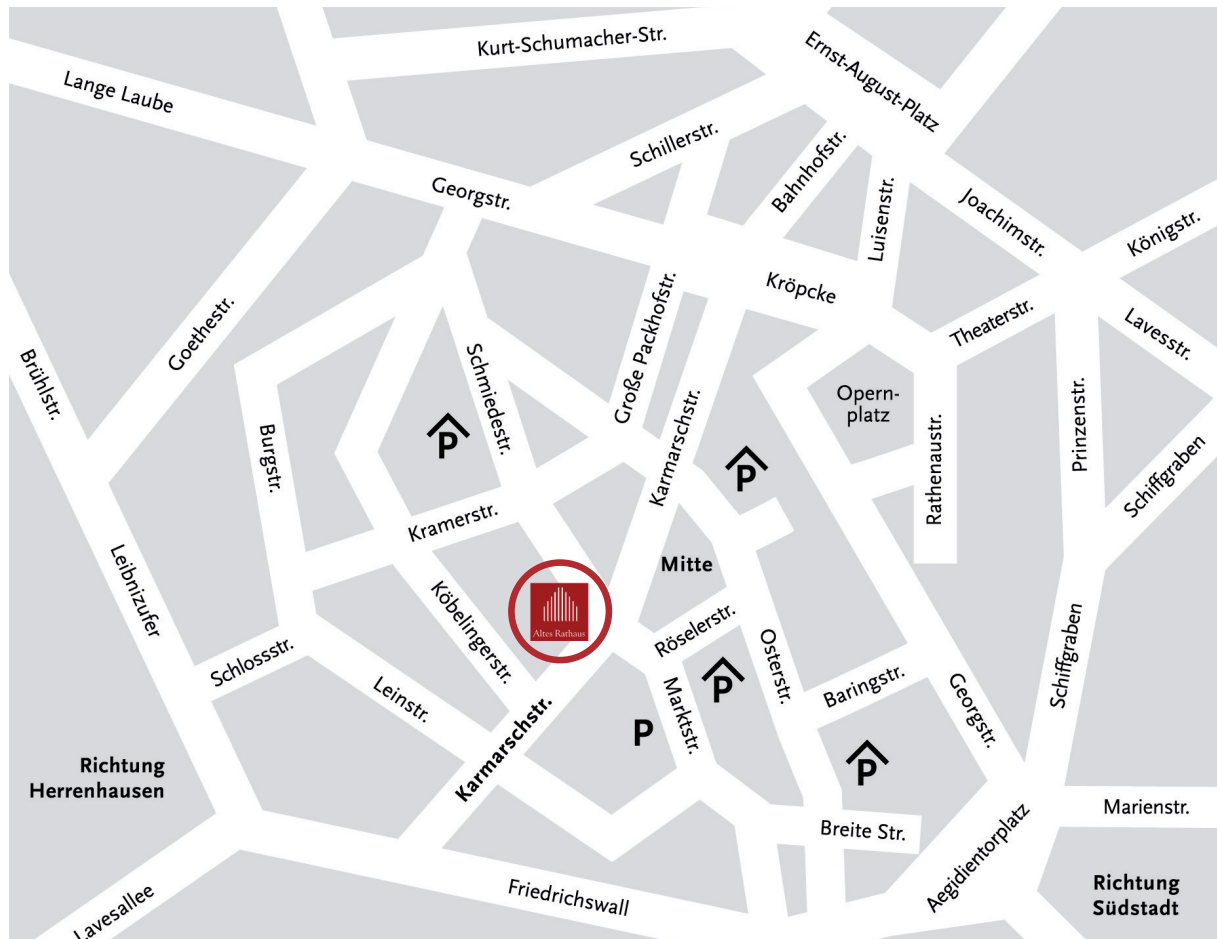 Kurt-Schumacher-Str.
Ernst-August-Platz
Lange Laube
Schillerstr.
Bahnhofstr.
Georgstr.
Luisenstr.
Joachimstr.
Königstr.
Kröpcke
Goethestr.
Große Packhofstr.
Theaterstr.
Lavesstr.
Brühlstr.
Schmiedestr.
Karmarschstr.
Opern-
platz
Prinzenstr.
Burgstr.
P
P
Rathenaustr.
Schiffgraben
Kramerstr.
Mitte
Leibnizufer
Köbelingerstr.
Altes Rathaus
Röselerstr.
Osterstr.
Schlossstr.
Leinstr.
P
Marktstr.
Baringstr.
Georgstr.
Schiffgraben
Karmarschstr.
P
P
Richtung
Herrenhausen
Breite Str.
Marienstr.
Aegidientorplatz
Friedrichswall
Lavesallee
Richtung
Südstadt